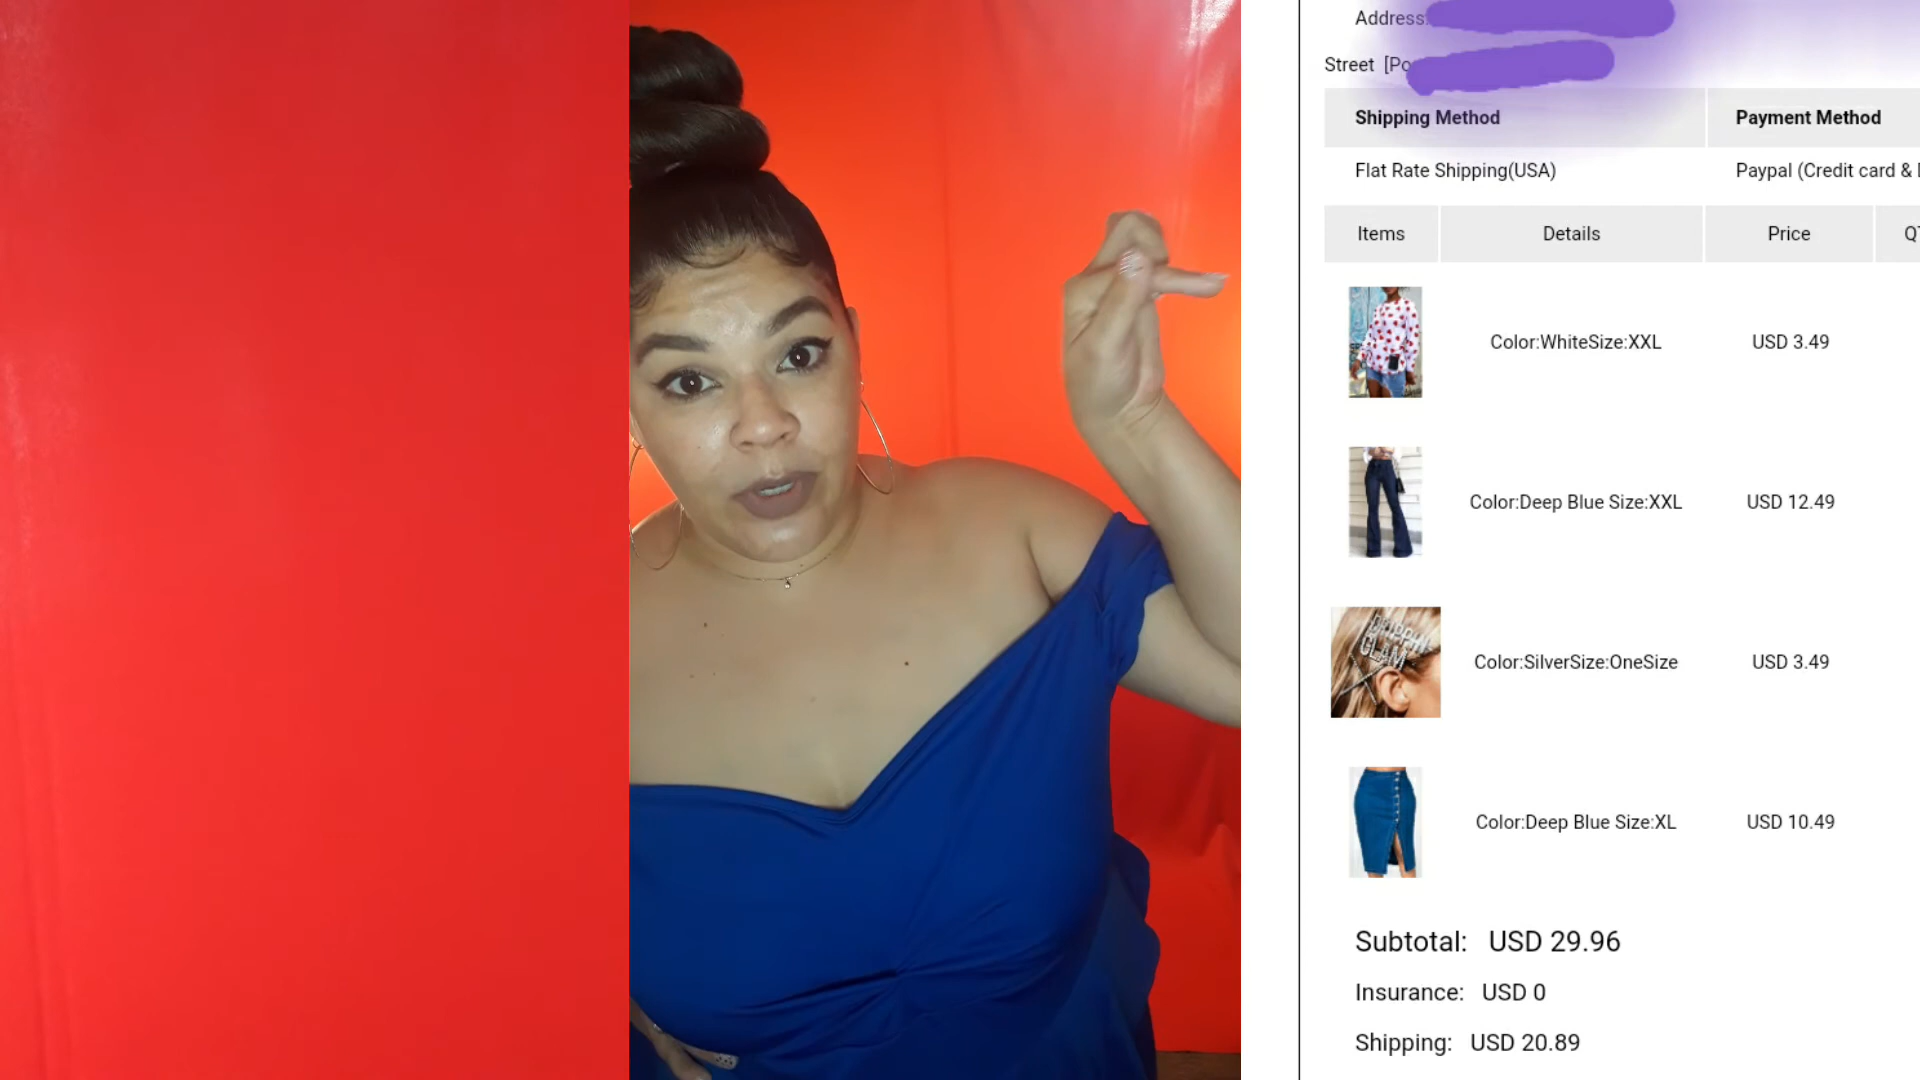 Address:
Street [Po
Shipping Method Payment Method
Flat Rate Shipping(USA) Paypal (Credit card &
Items Details Price
Color:WhiteSize:XXL USD 3.49
Color:Deep Blue Size:XXL USD 12.49
GLAM
Color:SilverSize:OneSize USD 3.49
Color:Deep Blue Size:XL USD 10.49
Subtotal: USD 29.96
Insurance: USD 0
Shipping: USD 20.89